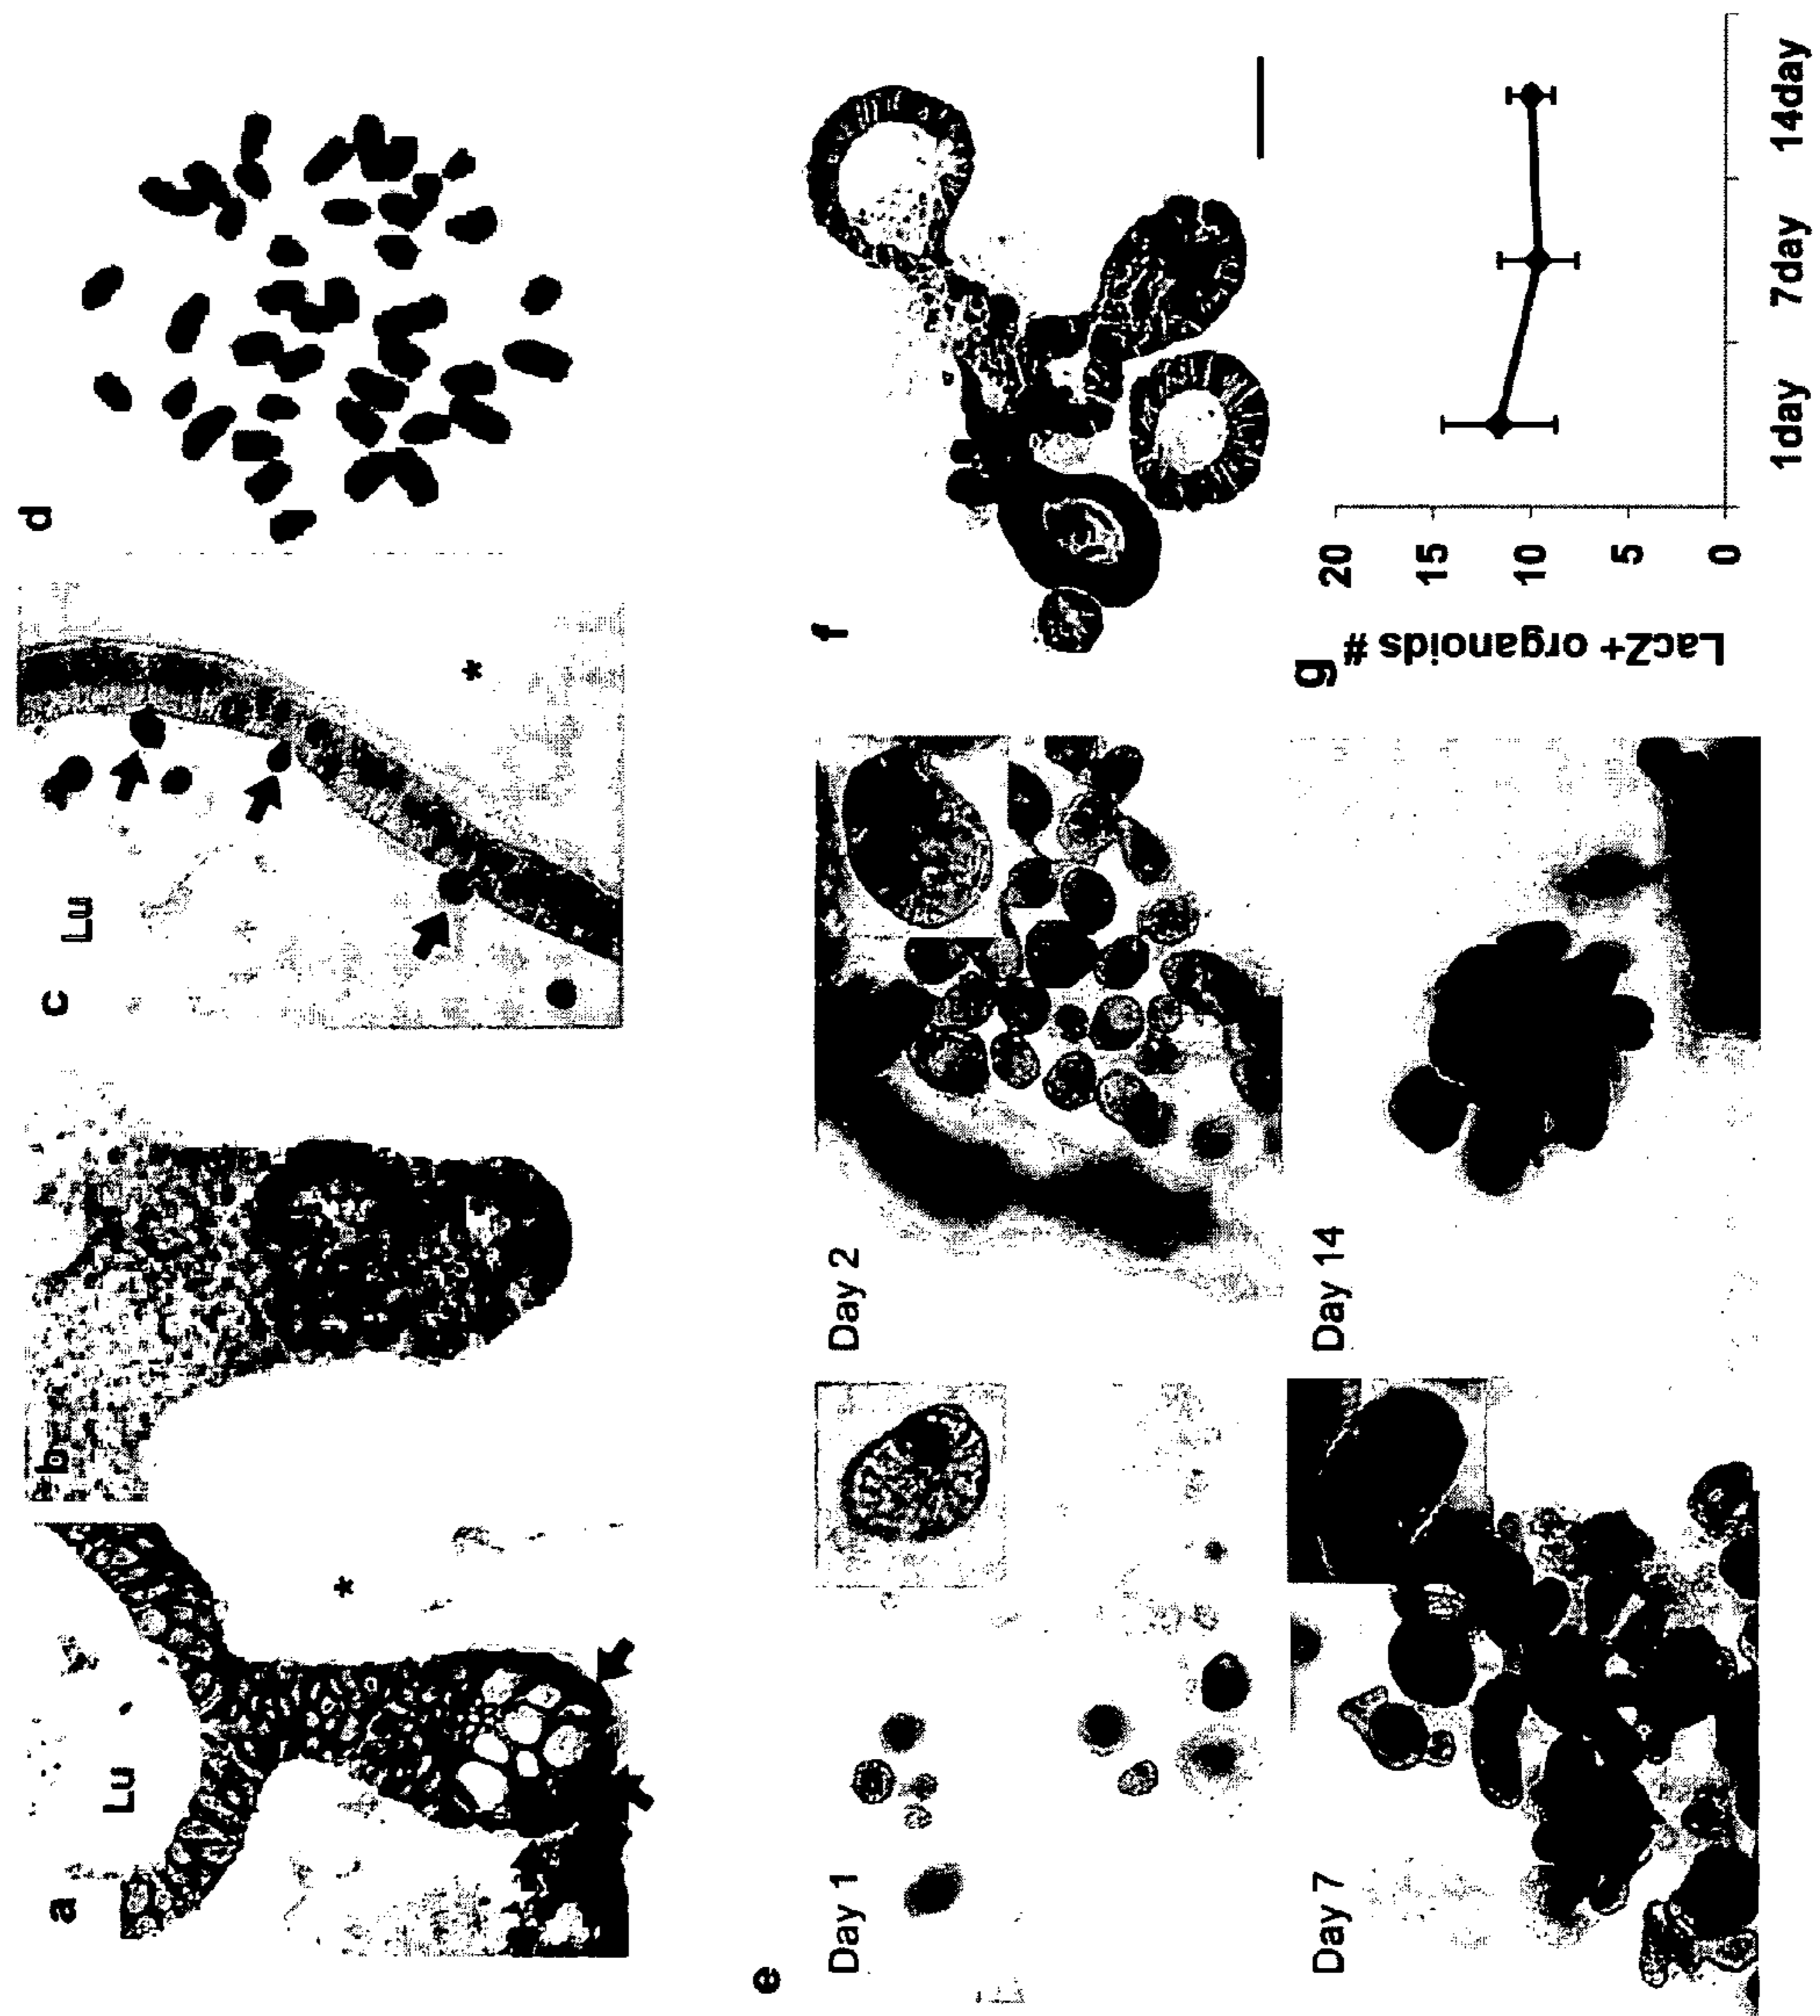 a
Lu
*
b
c
Lu
*
d
e
Day 1
Day 2
Day 7
Day 14
f
g
LacZ+ organoids #
20
15
10
5
0
1day 7day 14day